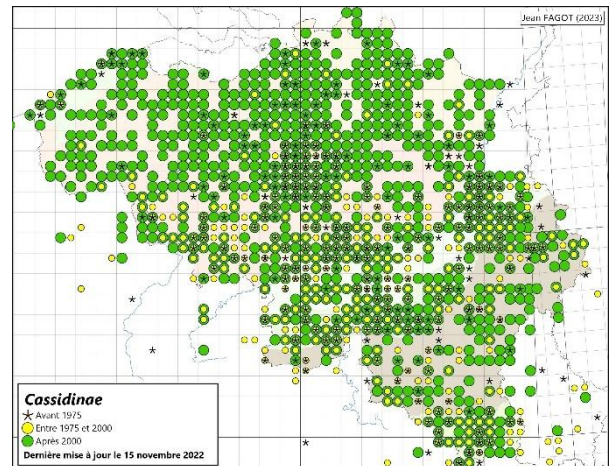 Jean FAGOT (2023)
Cassidinae
Avant 1975
Entre 1975 et 2000
Après 2000
Dernière mise à jour le 15 novembre 2022